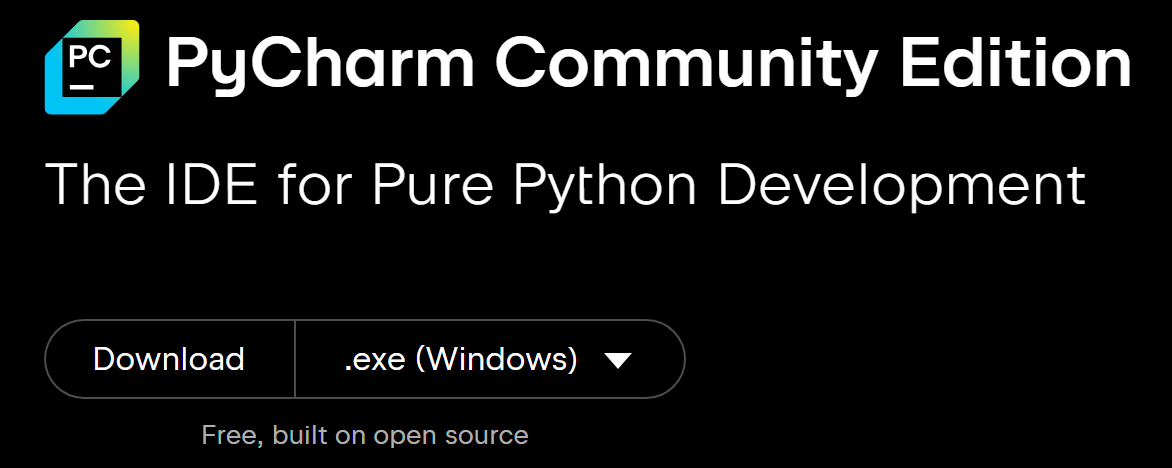 PC
PyCharm Community Edition
The IDE for Pure Python Development
Download
.exe (Windows)
Free, built on open source